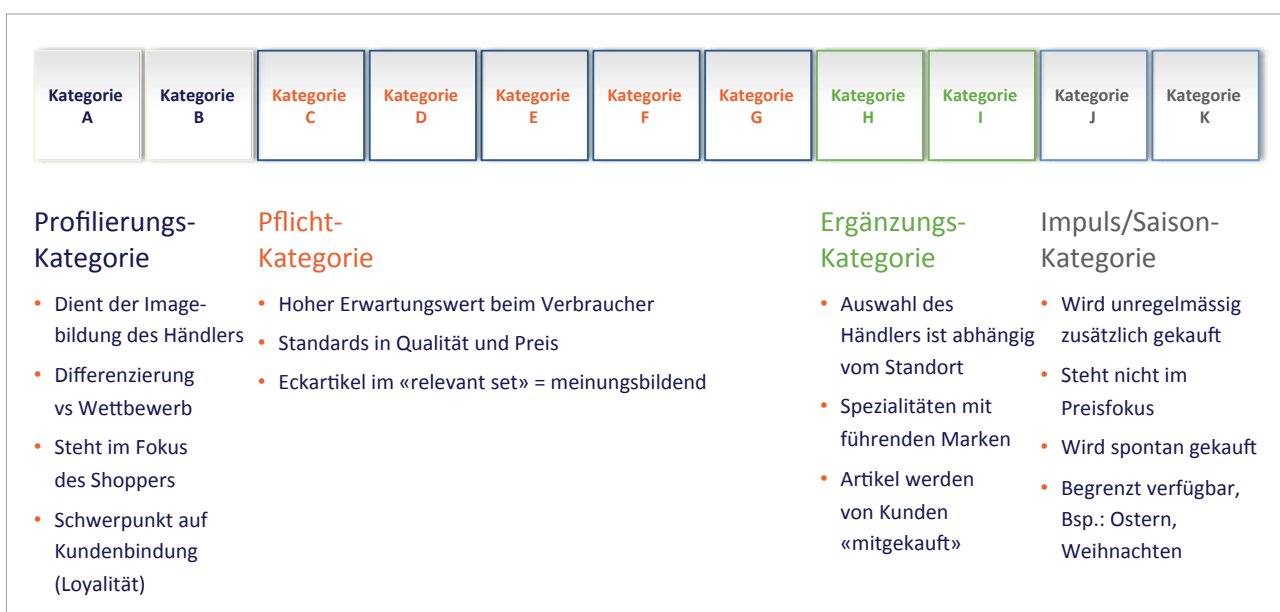 Kategorie
A
Kategorie
B
Kategorie
C
Kategorie
D
Kategorie
E
Kategorie
F
Kategorie
G
Kategorie
H
Kategorie
I
Kategorie
J
Kategorie
K
Profilierungs-
Kategorie
• Dient der Image-
bildung des Händlers
• Differenzierung
vs Wettbewerb
• Steht im Fokus
des Shoppers
• Schwerpunkt auf
Kundenbindung
(Loyalität)
Pflicht-
Kategorie
• Hoher Erwartungswert beim Verbraucher
• Standards in Qualität und Preis
• Eckartikel im «relevant set» = meinungsbildend
Ergänzungs-
Kategorie
• Auswahl des
Händlers ist abhängig
vom Standort
• Spezialitäten mit
führenden Marken
• Artikel werden
von Kunden
«mitgekauft»
Impuls/Saison-
Kategorie
• Wird unregelmässig
zusätzlich gekauft
• Steht nicht im
Preisfokus
• Wird spontan gekauft
• Begrenzt verfügbar,
Bsp.: Ostern,
Weihnachten